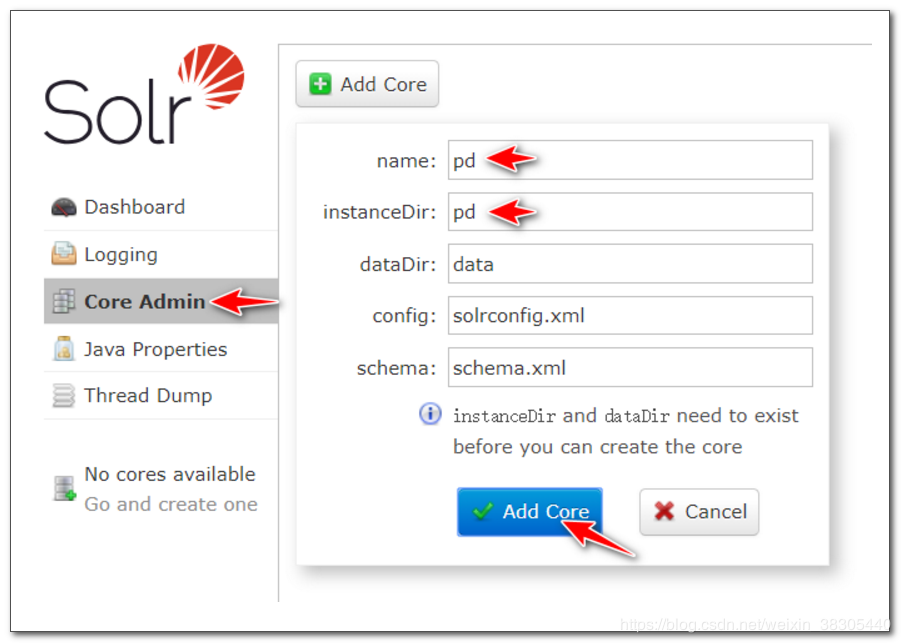 Solr
Add Core
name: pd
instanceDir: pd
Dashboard
dataDir: data
Logging
Core Admin
config: solrconfig.xml
Java Properties
schema: schema.xml
Thread Dump
instanceDir and dataDir need to exist
before you can create the core
No cores available
Go and create one
Add Core
Cancel
https://blog.csdn.net/weixin_38305440